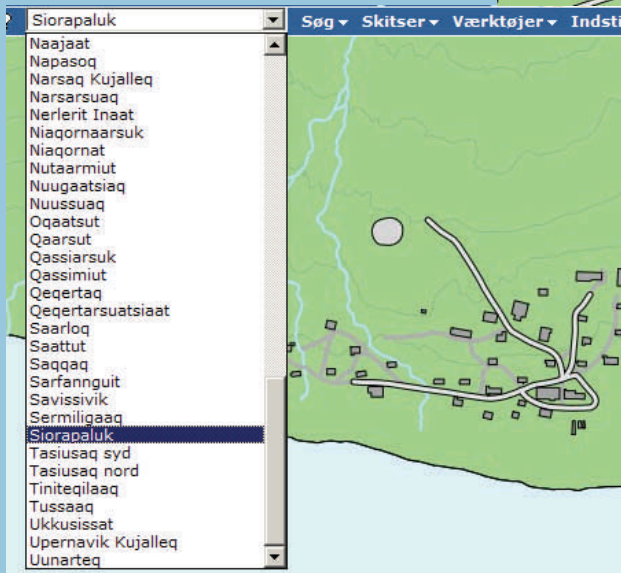 Siorapaluk Søg Skitser Værktøjer Indsti
Naajaat
Napasoq
Narsaq Kujalleq
Narsarsuaq
Nerlerit Inaat
Niaqornaarsuk
Niaqornat
Nutaarmiut
Nuugaatsiaq
Nuussuaq
Oqaatsut
Qaarsut
Qassiarsuk
Qassimiut
Qeqertaq
Qeqertarsuatsiaat
Saarloq
Saattut
Saqqaq
Sarfannguit
Savissivik
Sermiligaaq
Siorapaluk
Tasiusaq syd
Tasiusaq nord
Tiniteqilaaq
Tussaaq
Ukkusissat
Upernavik Kujalleq
Uunarteq